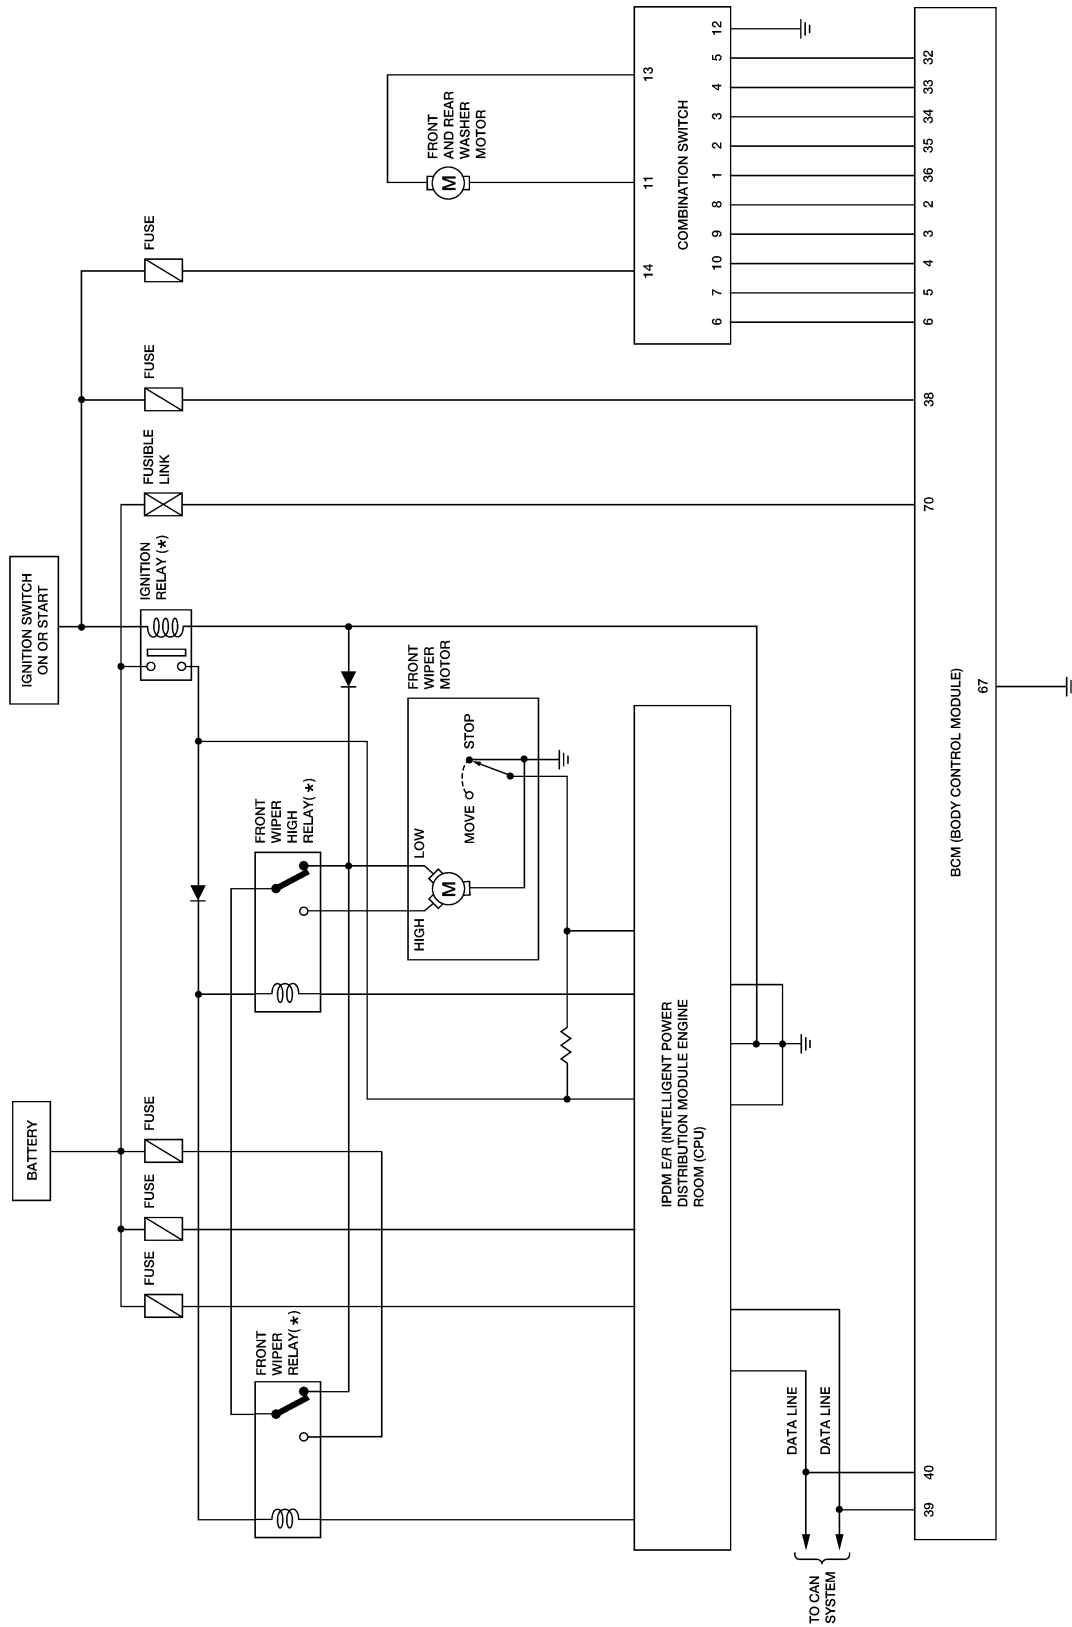 BATTERY
IGNITION SWITCH
ON OR START
FUSE
FUSE
FUSE
IGNITION
RELAY (*)
FUSIBLE
LINK
FUSE
FUSE
FRONT
WIPER
RELAY(*)
FRONT
WIPER
HIGH
RELAY(*)
FRONT
WIPER
MOTOR
HIGH
LOW
M
MOVE
STOP
FRONT
AND REAR
WASHER
MOTOR
M
14
11
13
IPDM E/R (INTELLIGENT POWER
DISTRIBUTION MODULE ENGINE
ROOM (CPU)
COMBINATION SWITCH
6
7
10
9
8
1
2
3
4
5
12
DATA LINE
DATA LINE
TO CAN
SYSTEM
39
40
70
38
6
5
4
3
2
36
35
34
33
32
BCM (BODY CONTROL MODULE)
67